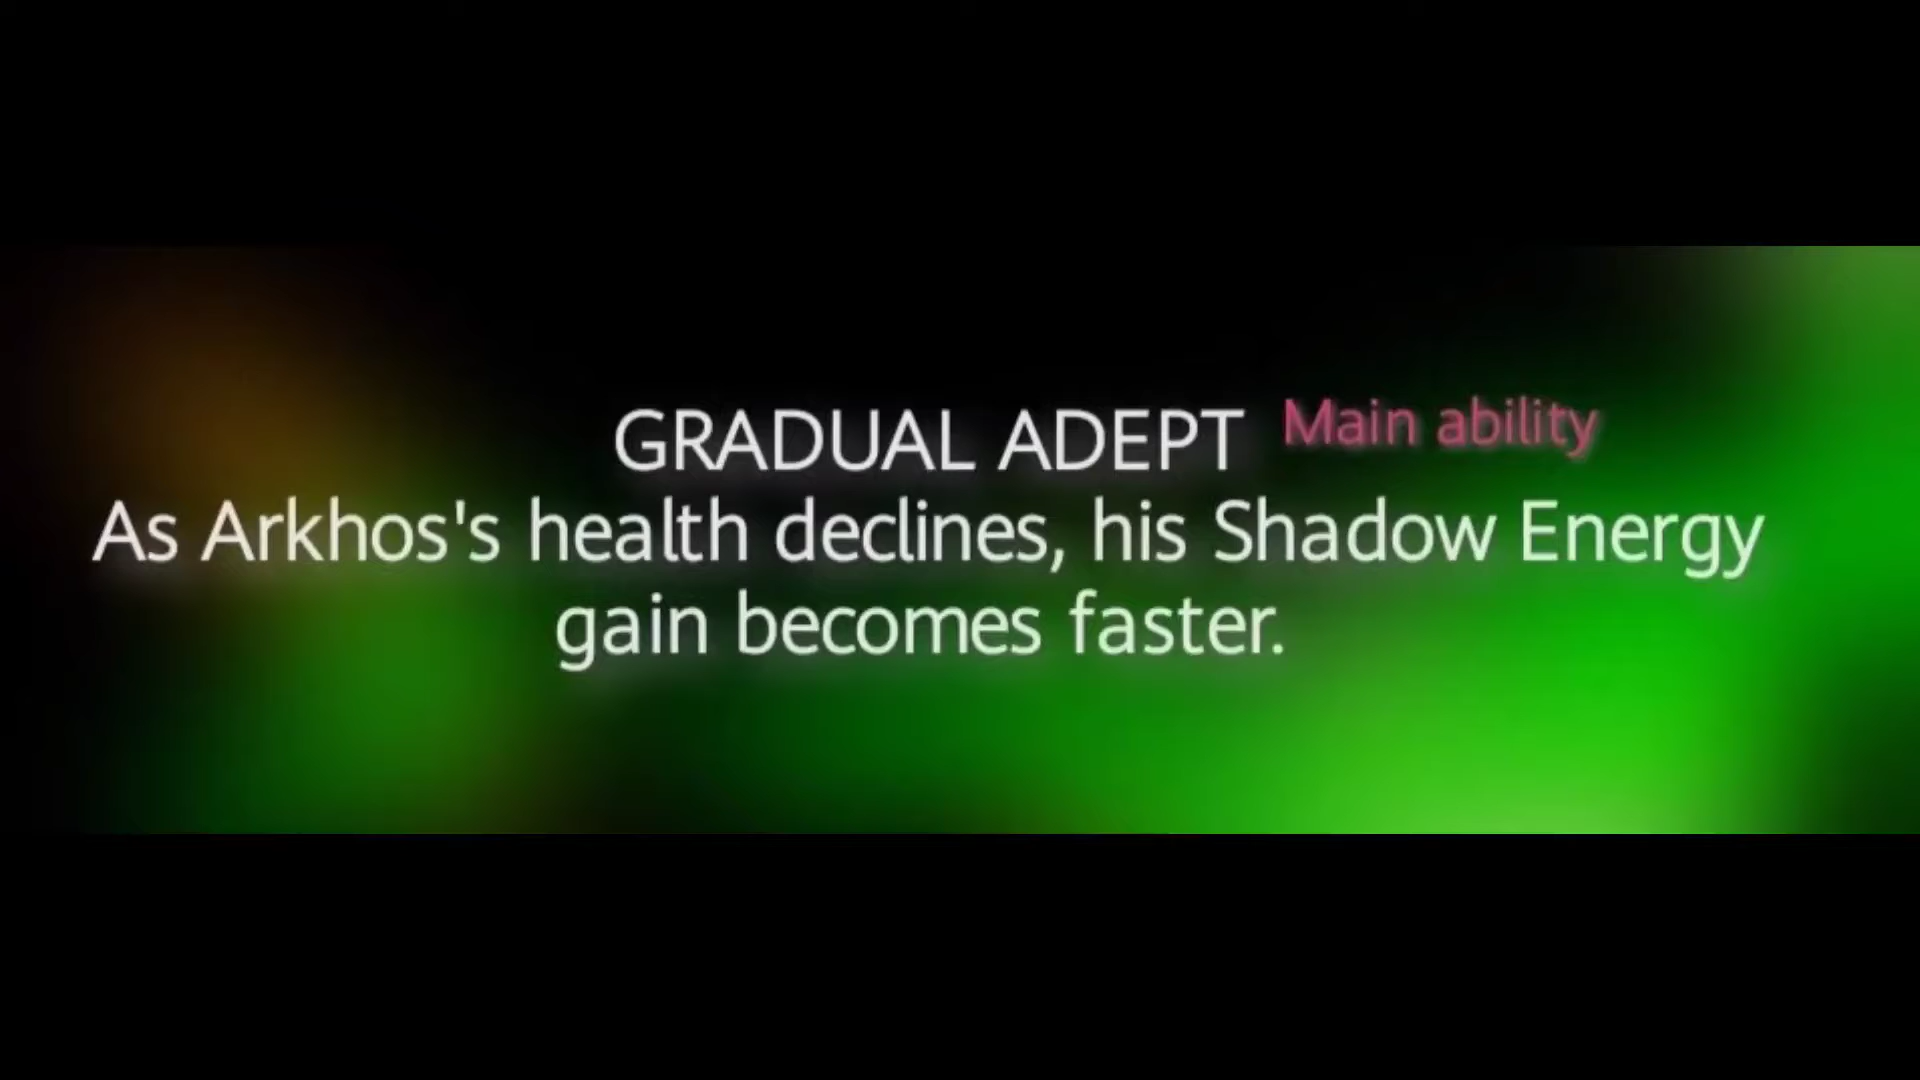 GRADUAL ADEPT Main ability
As Arkhos's health declines, his Shadow Energy
gain becomes faster.